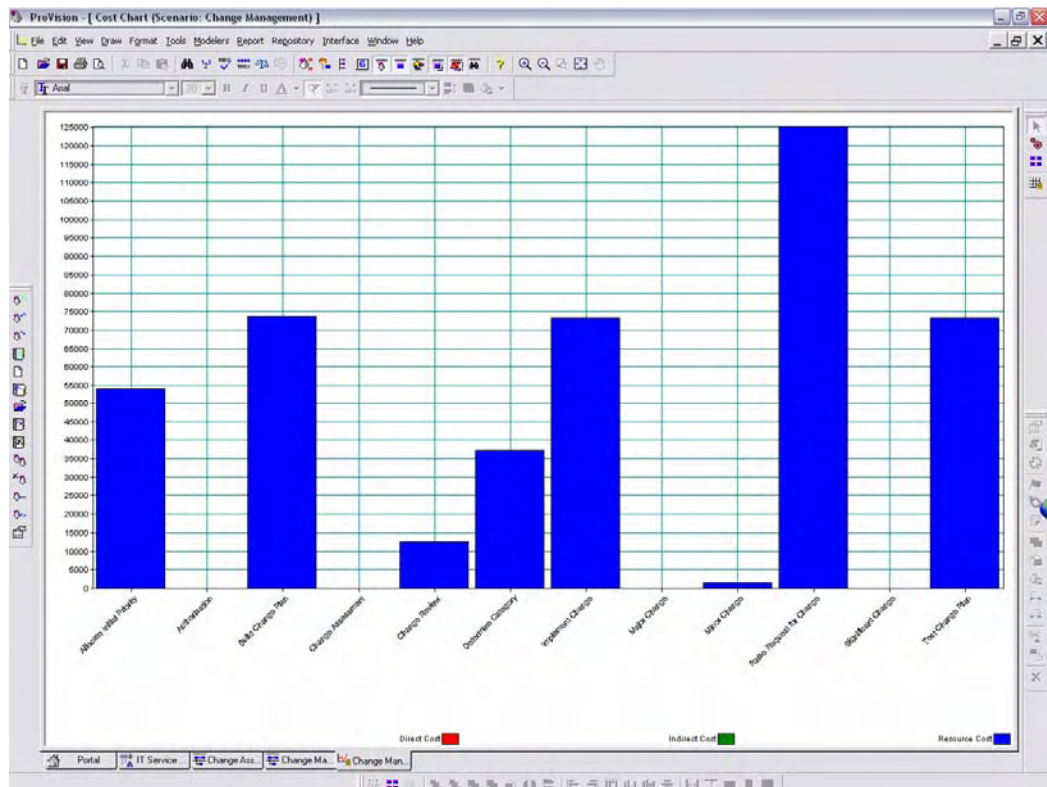 ProVision - [ Cost Chart (Scenario: Change Management) ]
File Edit View Draw Format Tools Modelers Report Repository Interface Window Help
Arial 20 B I U A
125000
120000
115000
110000
105000
100000
95000
90000
85000
80000
75000
70000
65000
60000
55000
50000
45000
40000
35000
30000
25000
20000
15000
10000
5000
0
Allocate Initial Priority
Authorisation
Build Change Plan
Change Assessment
Change Review
Determine Category
Implement Change
Major Change
Minor Change
Raise Request for Change
Significant Change
Test Change Plan
Direct Cost
Indirect Cost
Resource Cost
Portal IT Service ... Change Ass... Change Ma... Change Man...